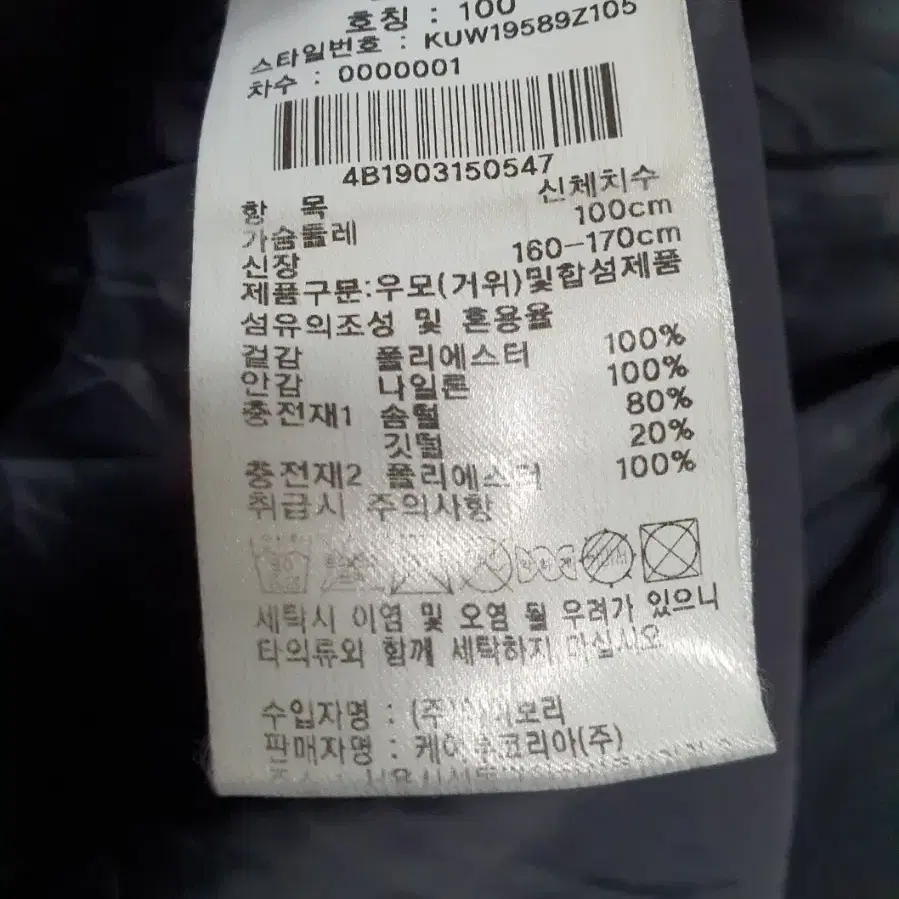 호칭 : 100
스타일번호 : KUW19589Z105
차수 : 0000001
4B1903150547
항 목 신체치수
가슴둘레 100cm
신장 160-170cm
제품구분:우모(거위)및합섬제품
섬유의조성 및 혼용율
겉감 폴리에스터 100%
안감 나일론 100%
충전재1 솜털 80%
깃털 20%
충전재2 폴리에스터 100%
취급시 주의사항
세탁시 이염 및 오염 될 우려가 있으니
타의류와 함께 세탁하지 마십시오
수입자명 : (주)
판매자명 :